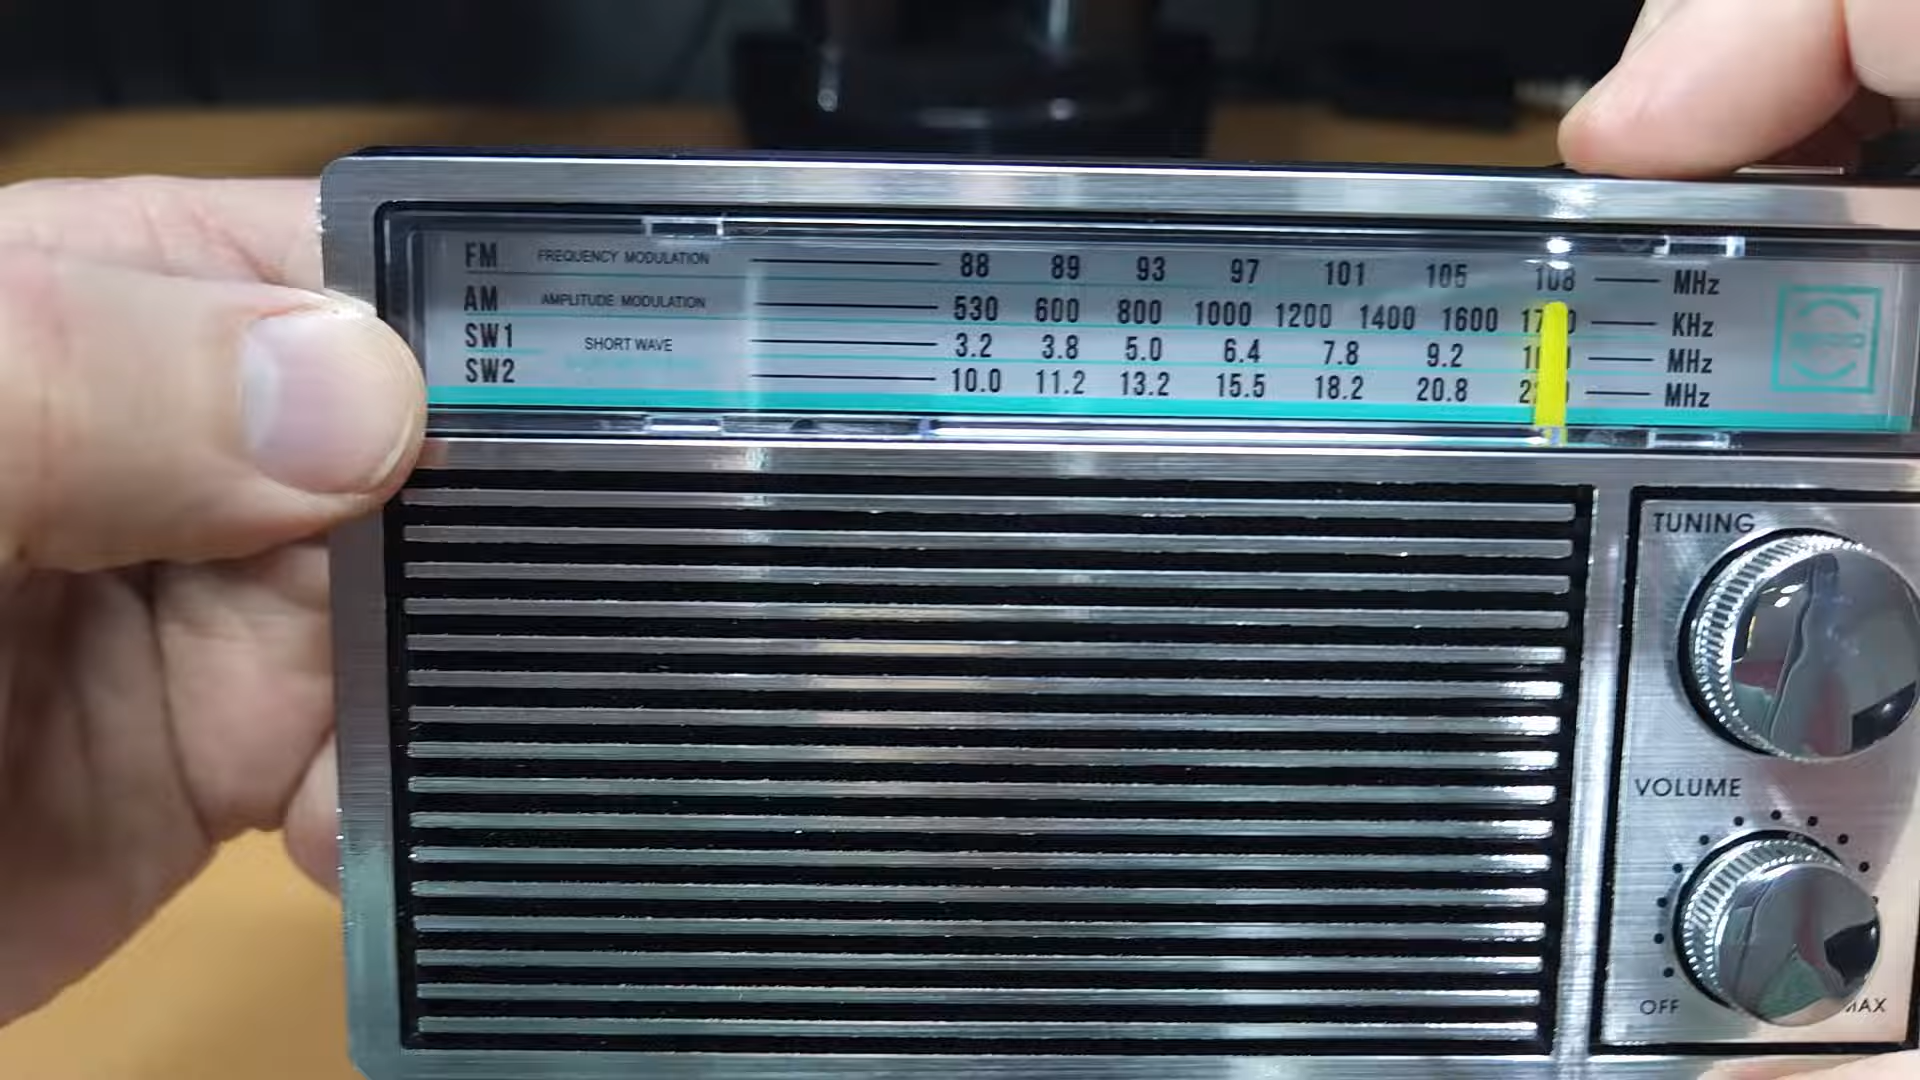 FM FREQUENCY MODULATION 88 89 93 97 101 105 108 MHz
AM AMPLITUDE MODULATION 530 600 800 1000 1200 1400 1600 KHz
SW1 SHORT WAVE 3.2 3.8 5.0 6.4 7.8 9.2 MHz
SW2 10.0 11.2 13.2 15.5 18.2 20.8 MHz
TUNING
VOLUME
OFF MAX